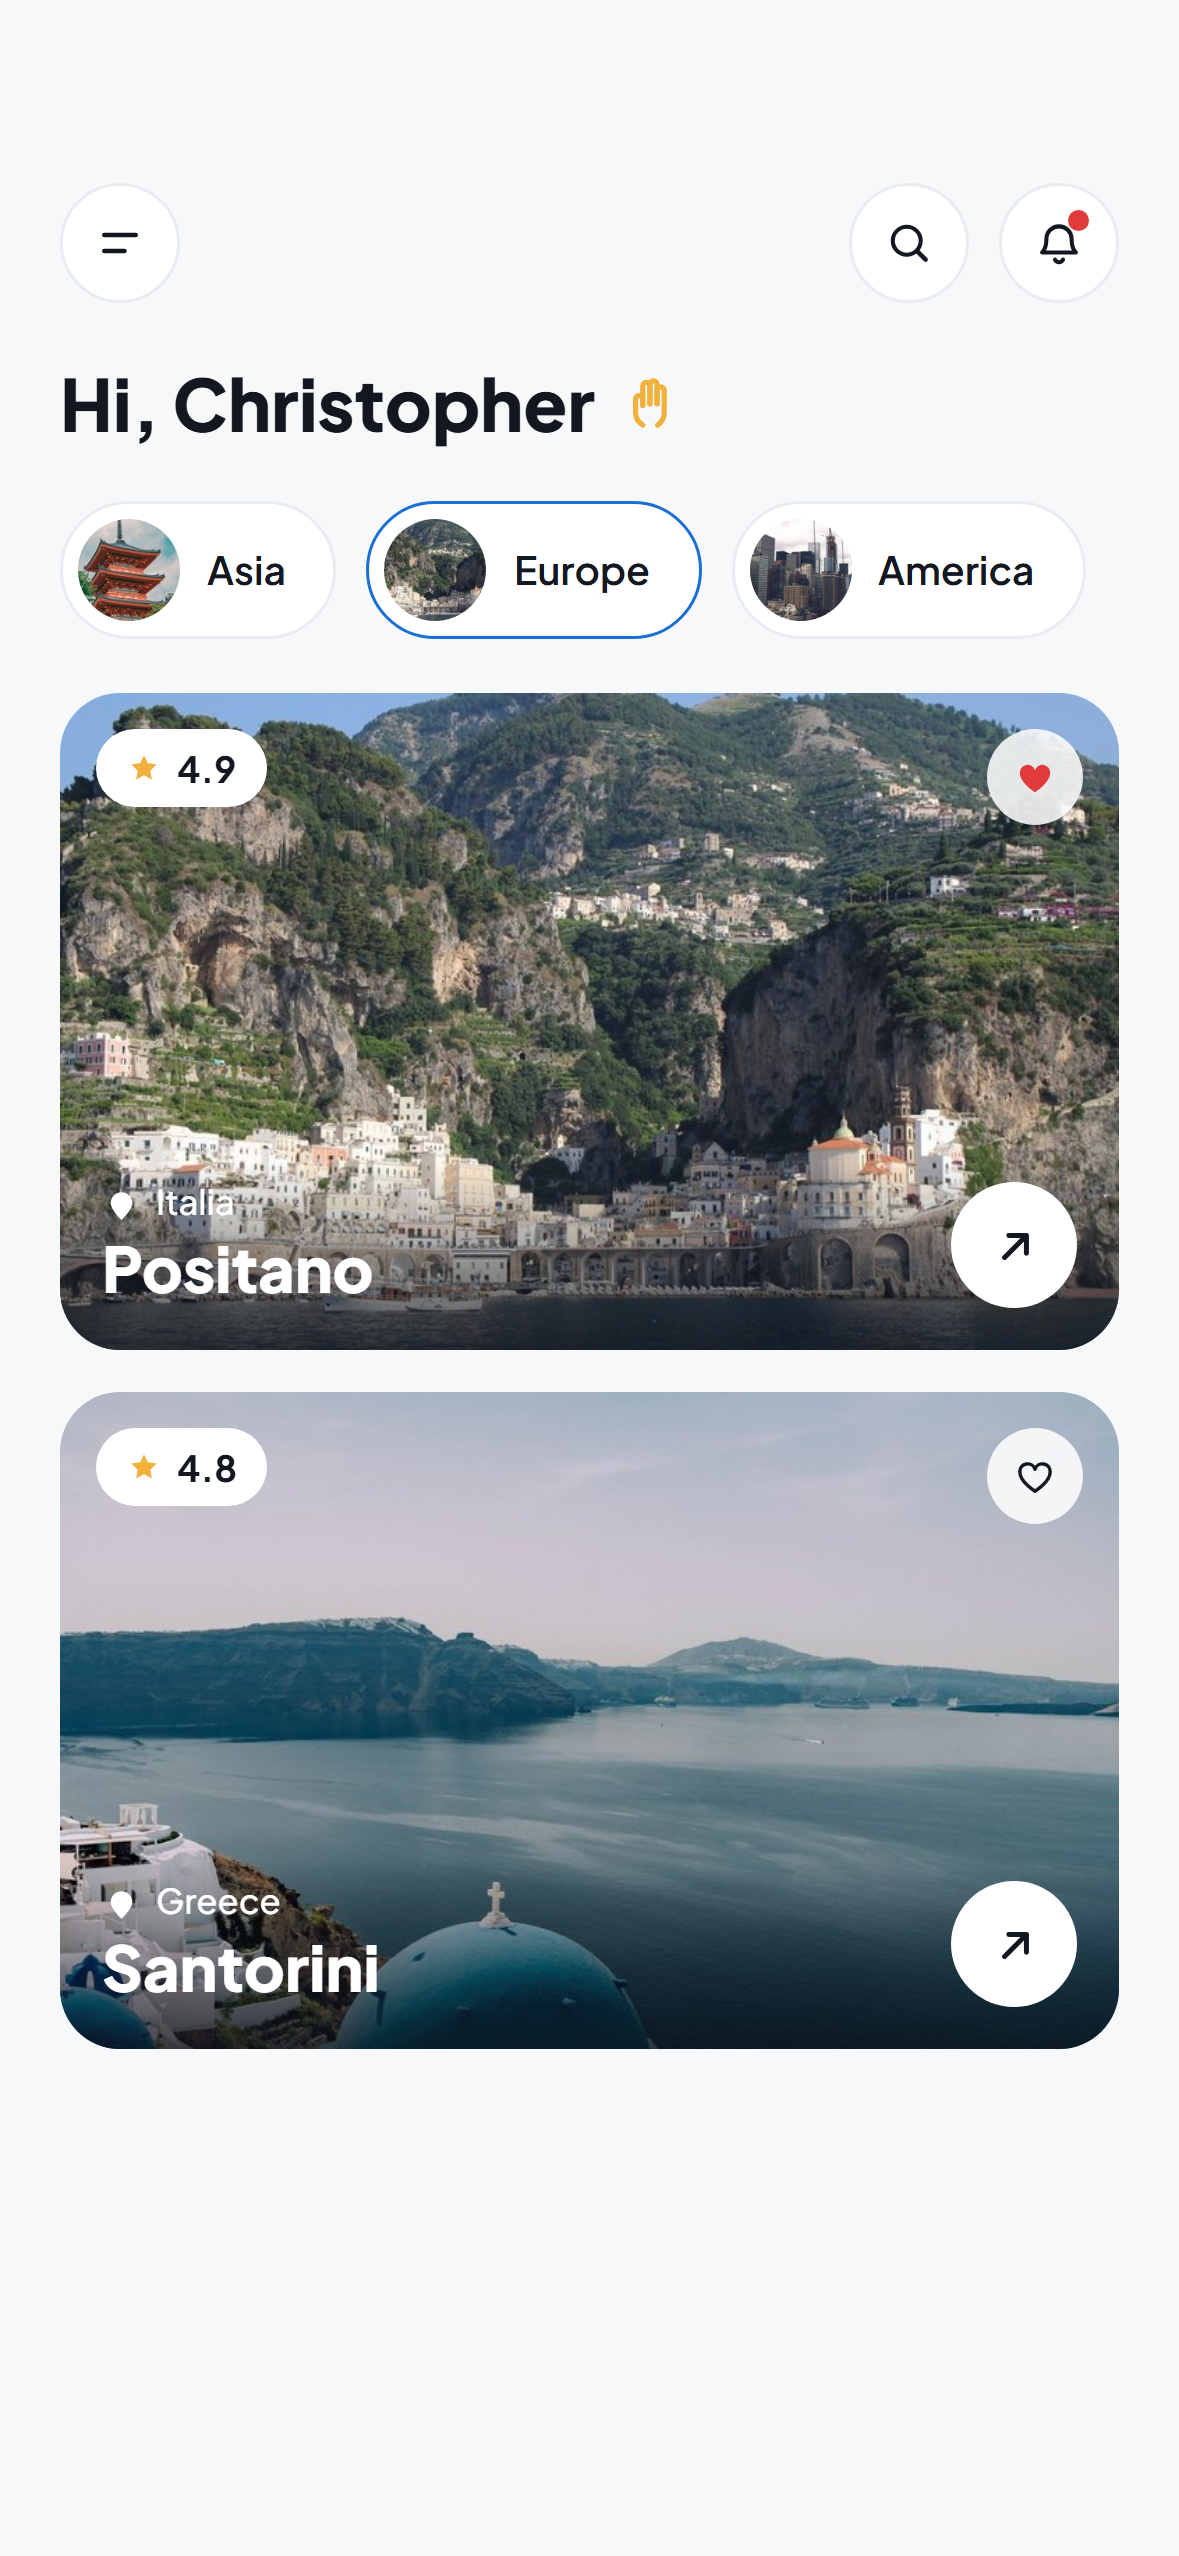 Hi, Christopher
Asia
Europe
America
4.9
Italia
Positano
4.8
Greece
Santorini